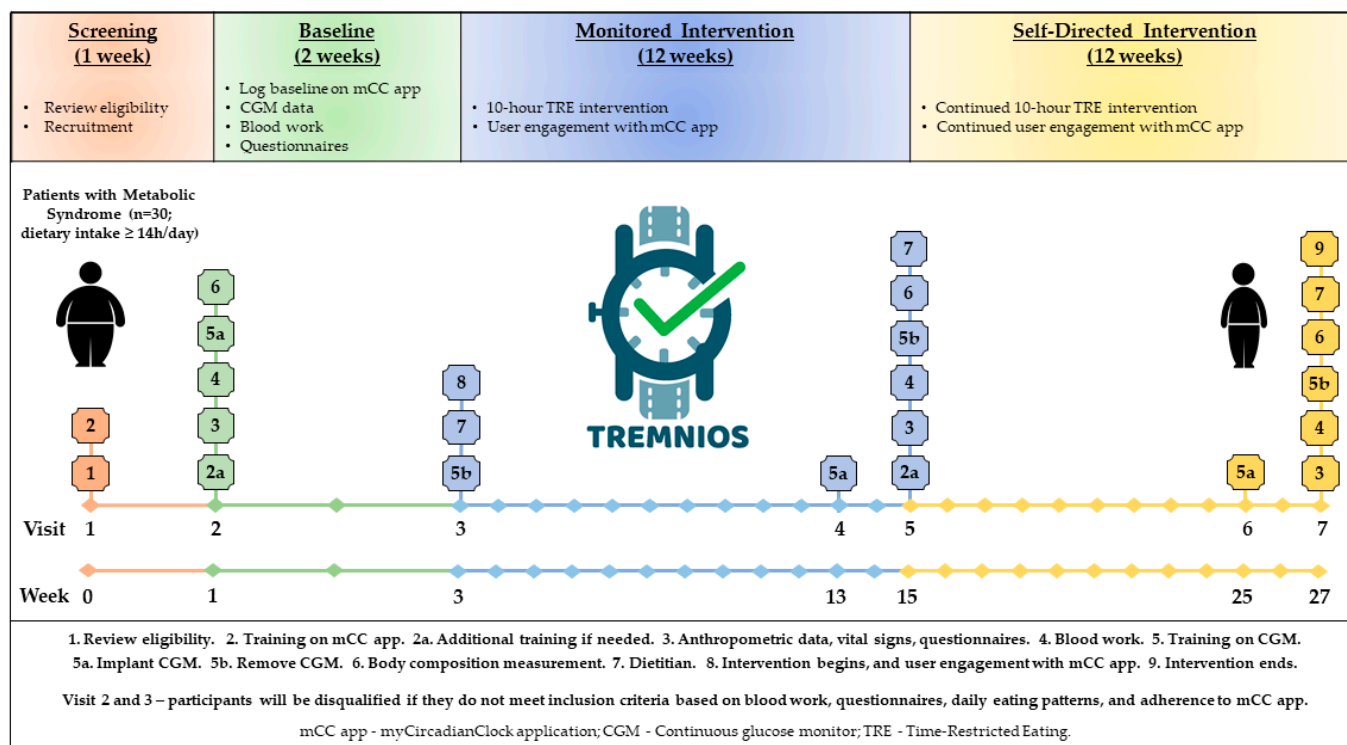 Screening
(1 week)
• Review eligibility
• Recruitment
Baseline
(2 weeks)
• Log baseline on mCC app
• CGM data
• Blood work
• Questionnaires
Monitored Intervention
(12 weeks)
• 10-hour TRE intervention
• User engagement with mCC app
Self-Directed Intervention
(12 weeks)
• Continued 10-hour TRE intervention
• Continued user engagement with mCC app
Patients with Metabolic
Syndrome (n=30;
dietary intake ≥ 14h/day)
2
1
6
5a
4
3
2a
8
7
5b
TREMNIOS
5a
7
6
5b
4
3
2a
5a
9
7
6
5b
4
3
Visit 1 2 3 4 5 6 7
Week 0 1 3 13 15 25 27
1. Review eligibility. 2. Training on mCC app. 2a. Additional training if needed. 3. Anthropometric data, vital signs, questionnaires. 4. Blood work. 5. Training on CGM.
5a. Implant CGM. 5b. Remove CGM. 6. Body composition measurement. 7. Dietitian. 8. Intervention begins, and user engagement with mCC app. 9. Intervention ends.
Visit 2 and 3 – participants will be disqualified if they do not meet inclusion criteria based on blood work, questionnaires, daily eating patterns, and adherence to mCC app.
mCC app - myCircadianClock application; CGM - Continuous glucose monitor; TRE - Time-Restricted Eating.